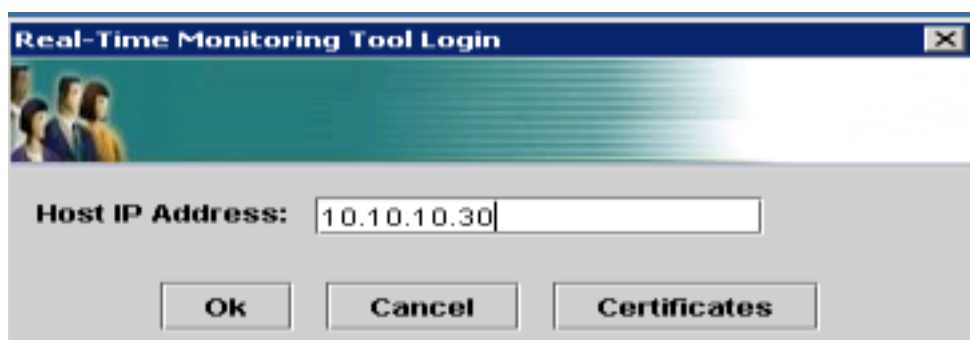 Real-Time Monitoring Tool Login
Host IP Address: 10.10.10.30
Ok Cancel Certificates